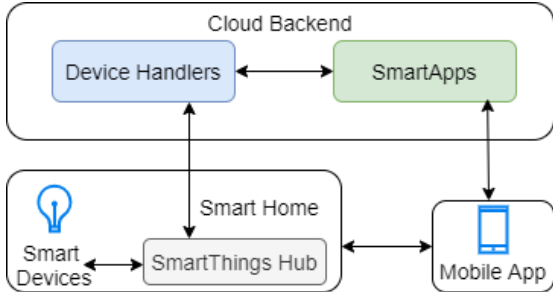 Cloud Backend
Device Handlers
SmartApps
Smart Home
Smart
Devices
SmartThings Hub
Mobile App